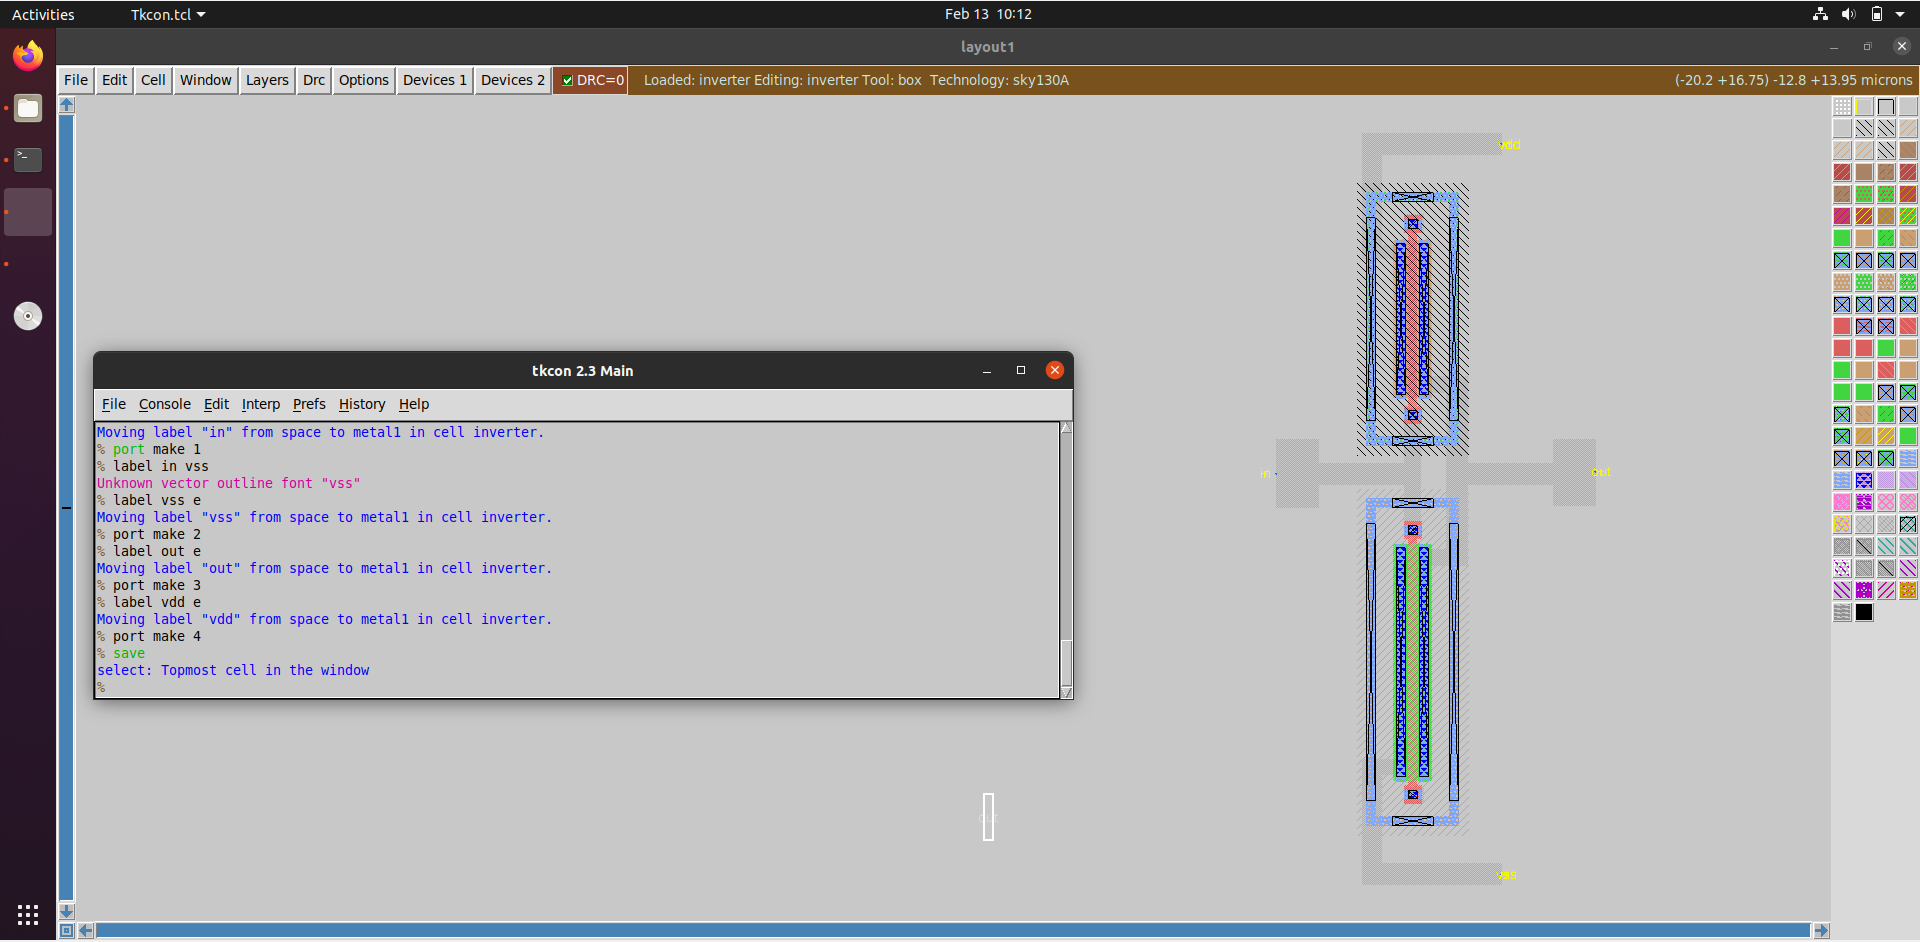 Activities Tkcon.tcl Feb 13 10:12
layout1
File Edit Cell Window Layers Drc Options Devices 1 Devices 2 DRC=0 Loaded: inverter Editing: inverter Tool: box Technology: sky130A (-20.2 +16.75) -12.8 +13.95 microns
vdd
tkcon 2.3 Main
File Console Edit Interp Prefs History Help
Moving label "in" from space to metal1 in cell inverter.
% port make 1
% label in vss
Unknown vector outline font "vss"
% label vss e
Moving label "vss" from space to metal1 in cell inverter.
% port make 2
% label out e
Moving label "out" from space to metal1 in cell inverter.
% port make 3
% label vdd e
Moving label "vdd" from space to metal1 in cell inverter.
% port make 4
% save
select: Topmost cell in the window
%
in
out
out
vss